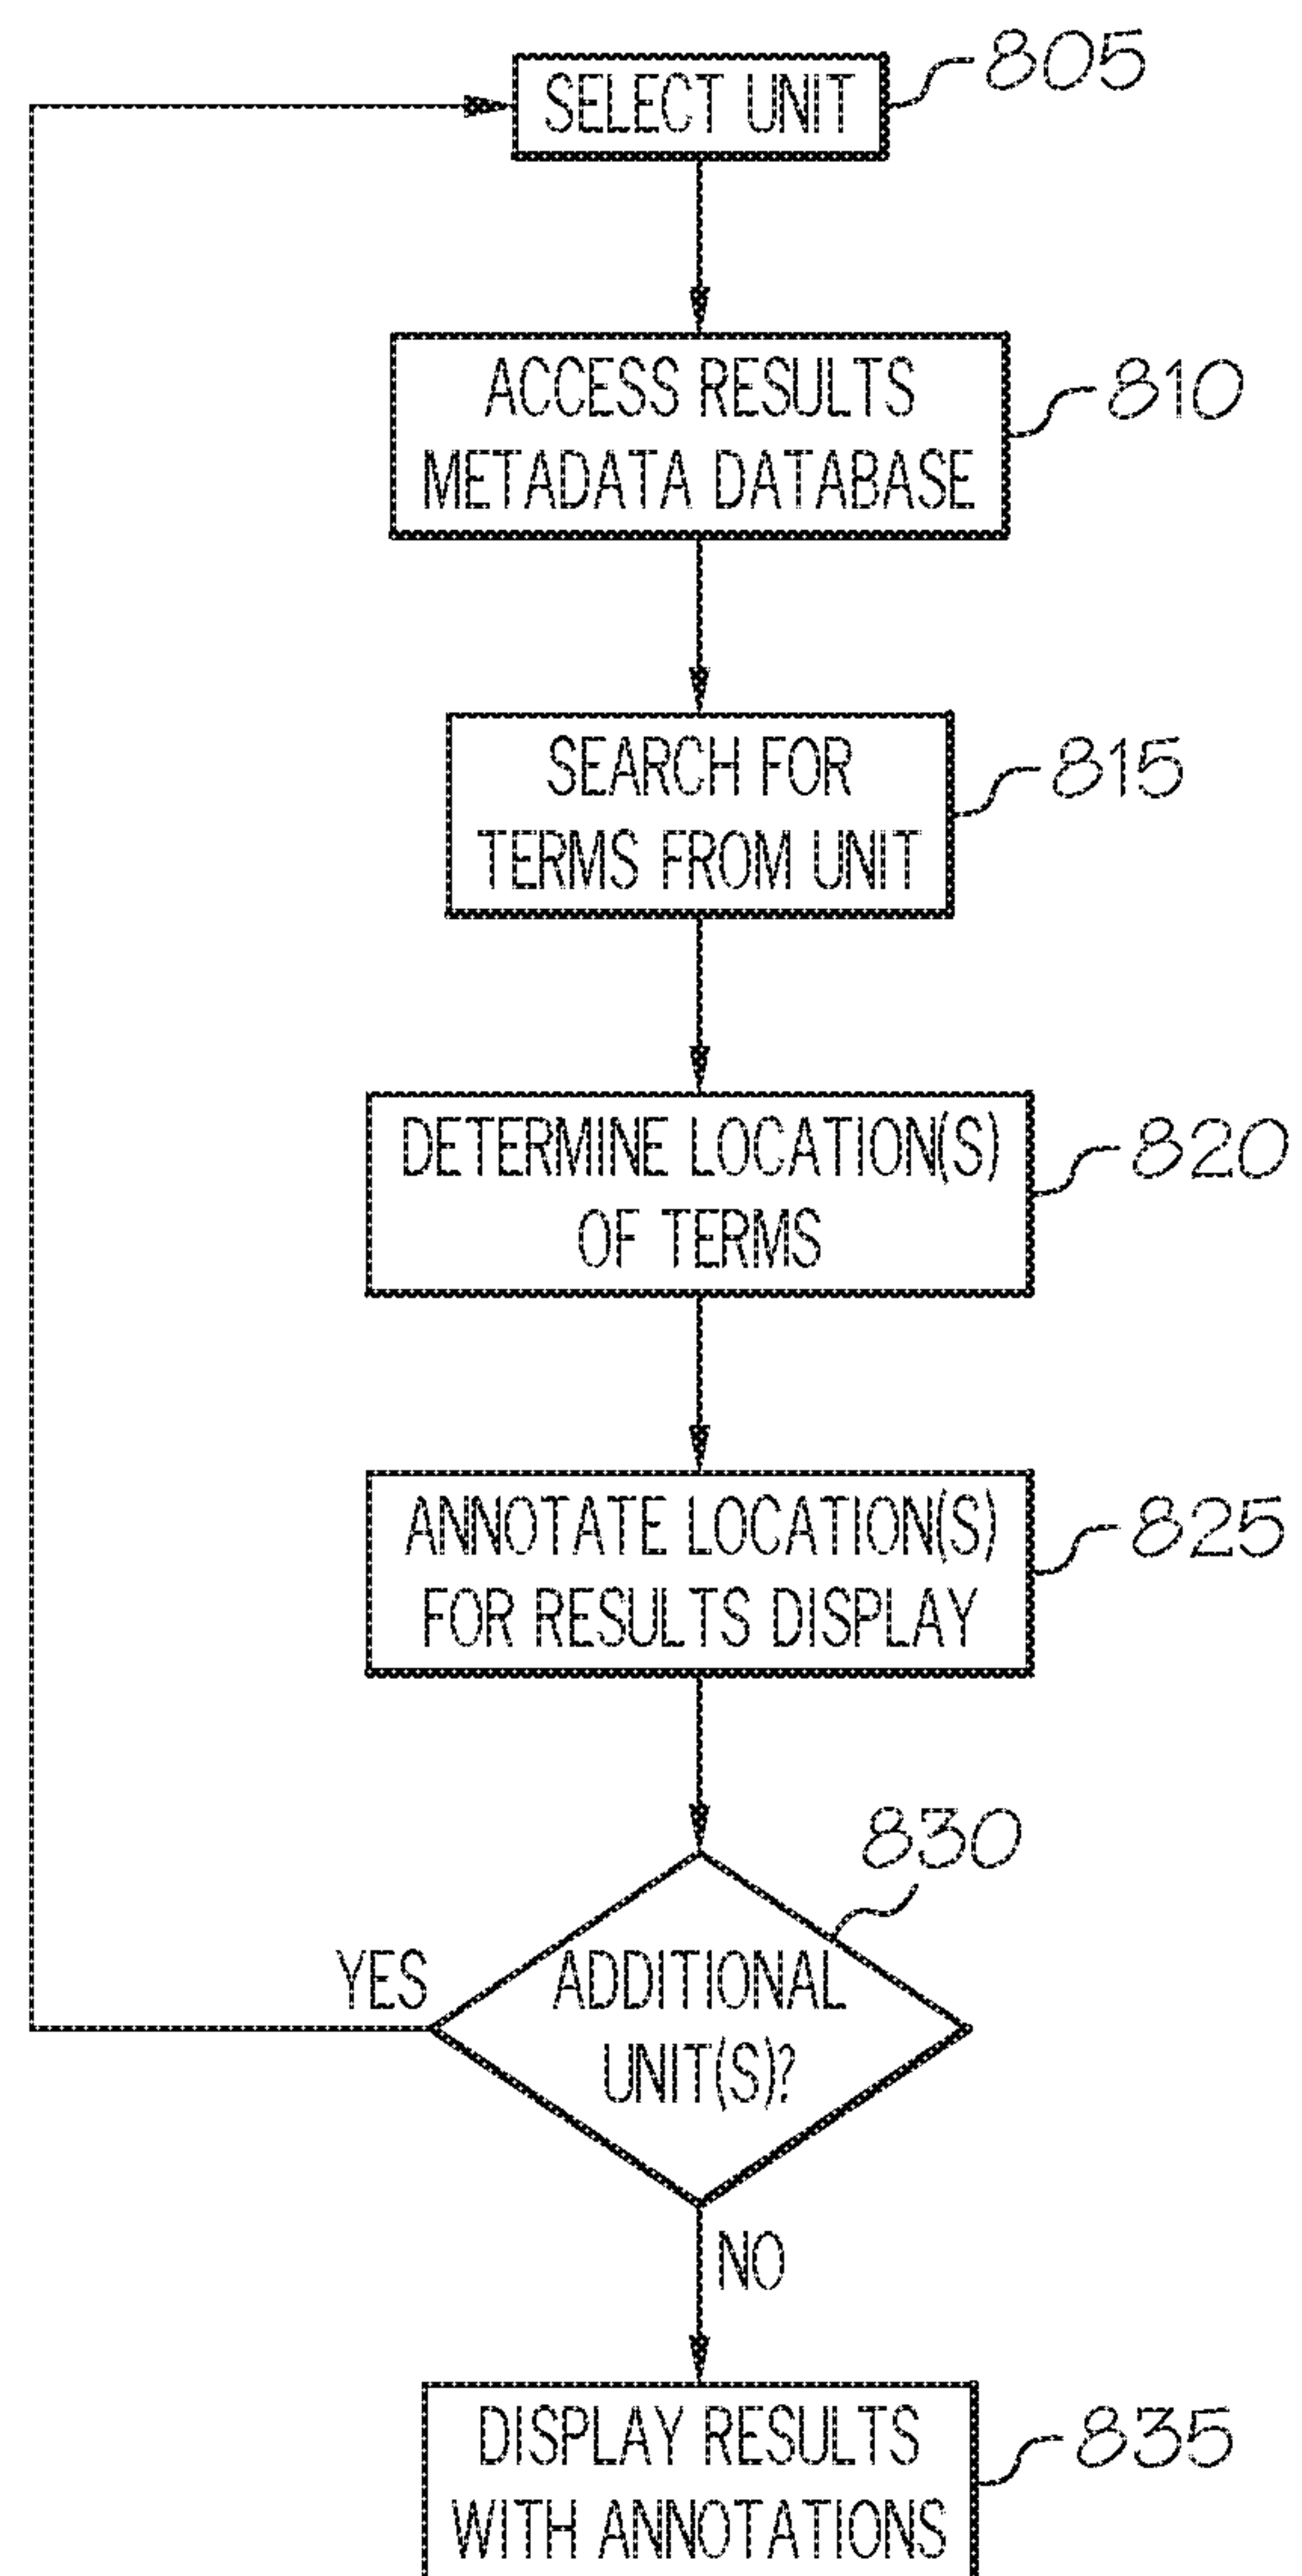 SELECT UNIT
805
ACCESS RESULTS
METADATA DATABASE
810
SEARCH FOR
TERMS FROM UNIT
815
DETERMINE LOCATION(S)
OF TERMS
820
ANNOTATE LOCATION(S)
FOR RESULTS DISPLAY
825
830
YES
ADDITIONAL
UNIT(S)?
NO
DISPLAY RESULTS
WITH ANNOTATIONS
835